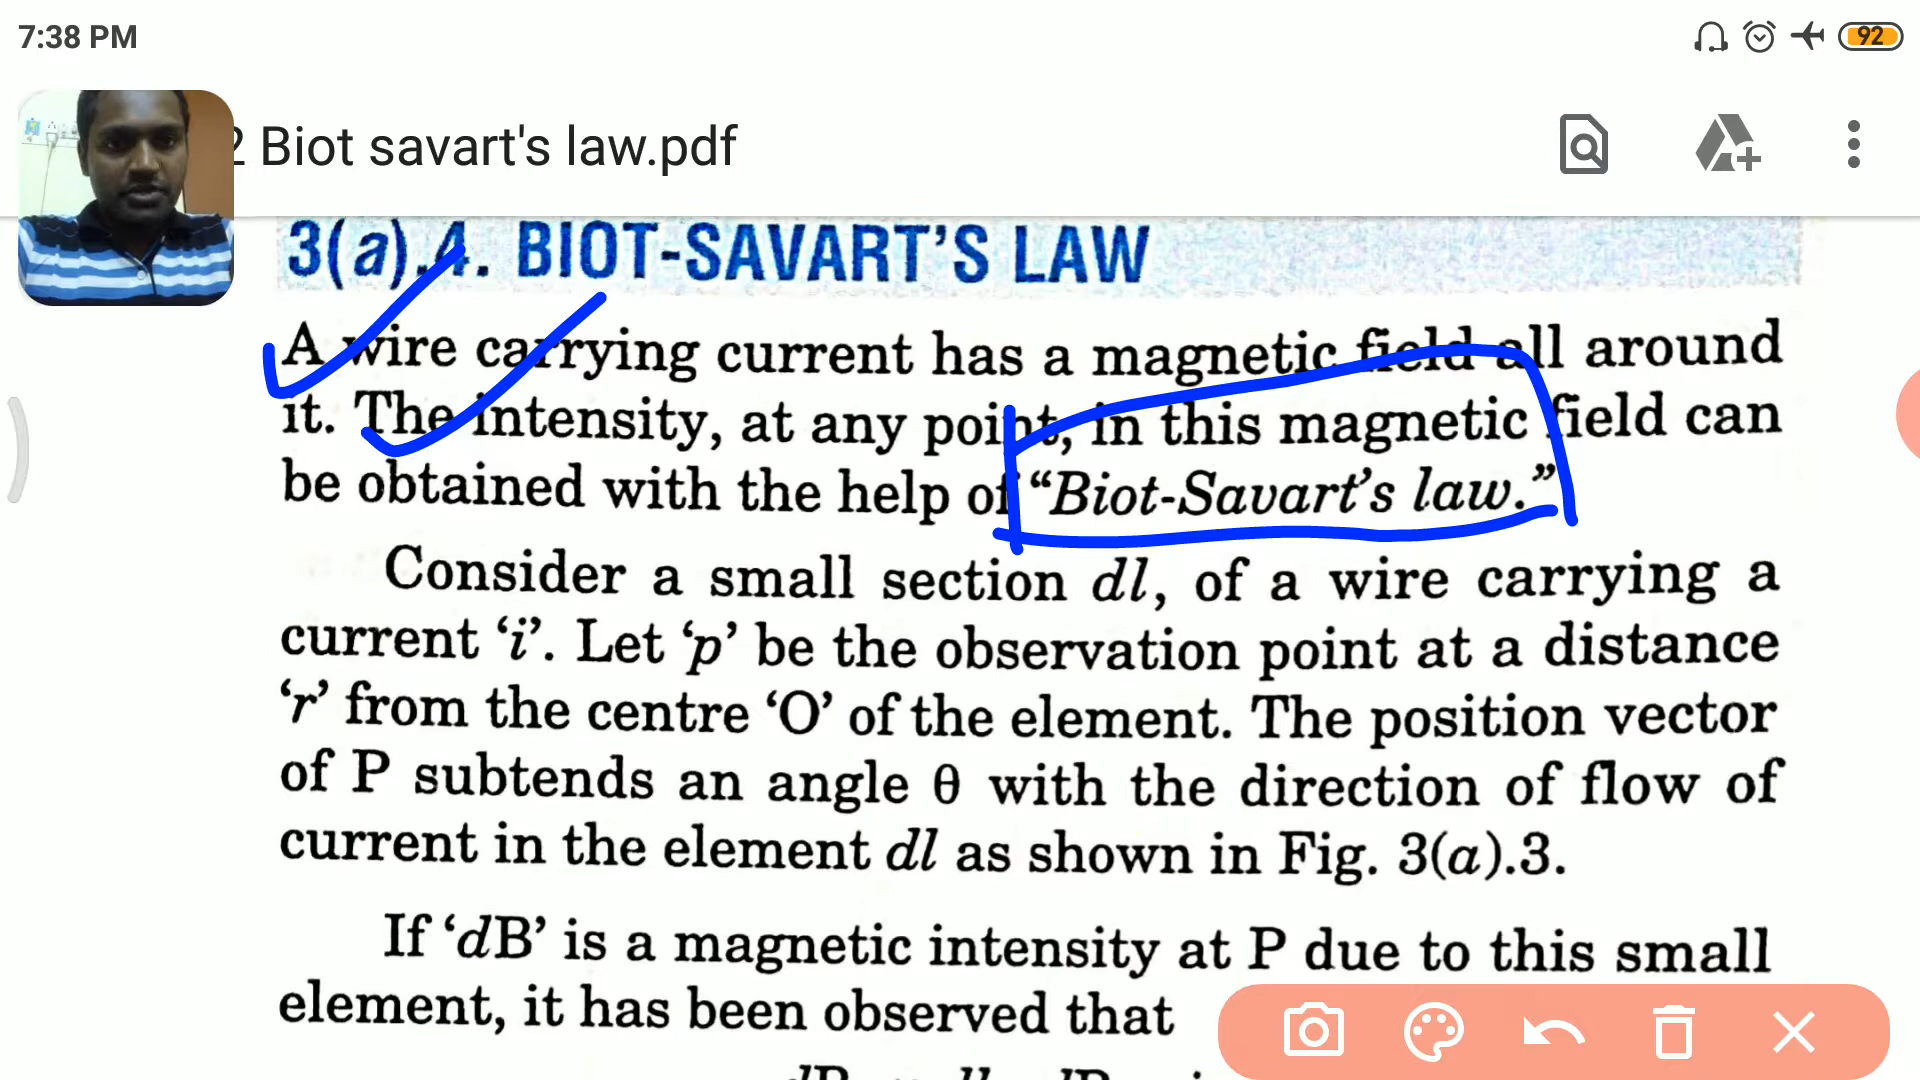 7:38 PM
92
2 Biot savart's law.pdf
3(a).4. BIOT-SAVART'S LAW
A wire carrying current has a magnetic field all around
it. The intensity, at any point, in this magnetic field can
be obtained with the help of “Biot-Savart’s law.”
Consider a small section dl, of a wire carrying a
current ‘i’. Let ‘p’ be the observation point at a distance
‘r’ from the centre ‘O’ of the element. The position vector
of P subtends an angle θ with the direction of flow of
current in the element dl as shown in Fig. 3(a).3.
If ‘dB’ is a magnetic intensity at P due to this small
element, it has been observed that